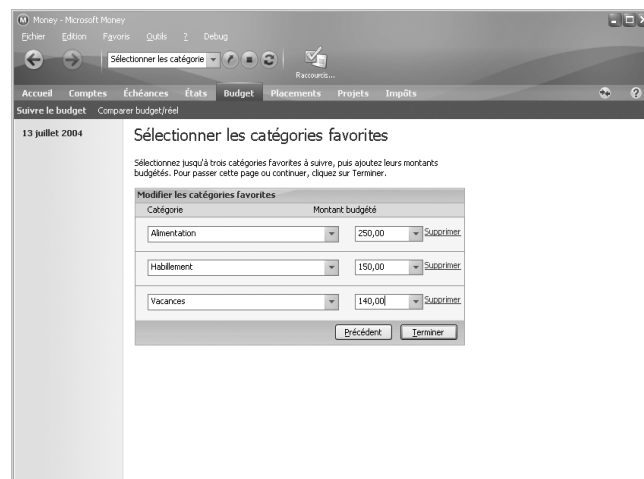 Money - Microsoft Money
Fichier Edition Favoris Outils ? Debug
Sélectionner les catégorie
Raccourcis...
Accueil Comptes Échéances États Budget Placements Projets Impôts
Suivre le budget Comparer budget/réel
13 juillet 2004
Sélectionner les catégories favorites
Sélectionnez jusqu'à trois catégories favorites à suivre, puis ajoutez leurs montants
budgétés. Pour passer cette page ou continuer, cliquez sur Terminer.
Modifier les catégories favorites
Catégorie Montant budgété
Alimentation 250,00 Supprimer
Habillement 150,00 Supprimer
Vacances 140,00 Supprimer
Précédent Terminer